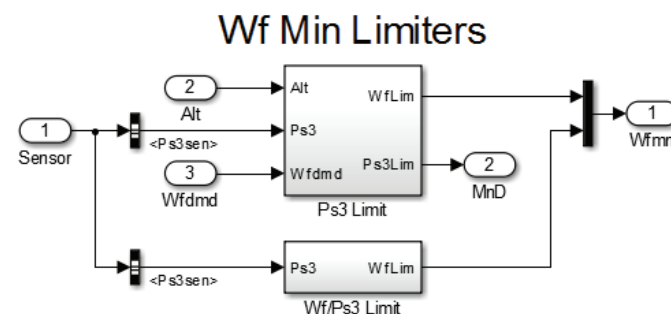 Wf Min Limiters
2
Alt
1
Sensor
<Ps3sen>
3
Wfdmd
Alt
Ps3
Wfdmd
WfLim
Ps3Lim
Ps3 Limit
2
MnD
1
<Ps3sen>
Ps3
WfLim
Wf/Ps3 Limit